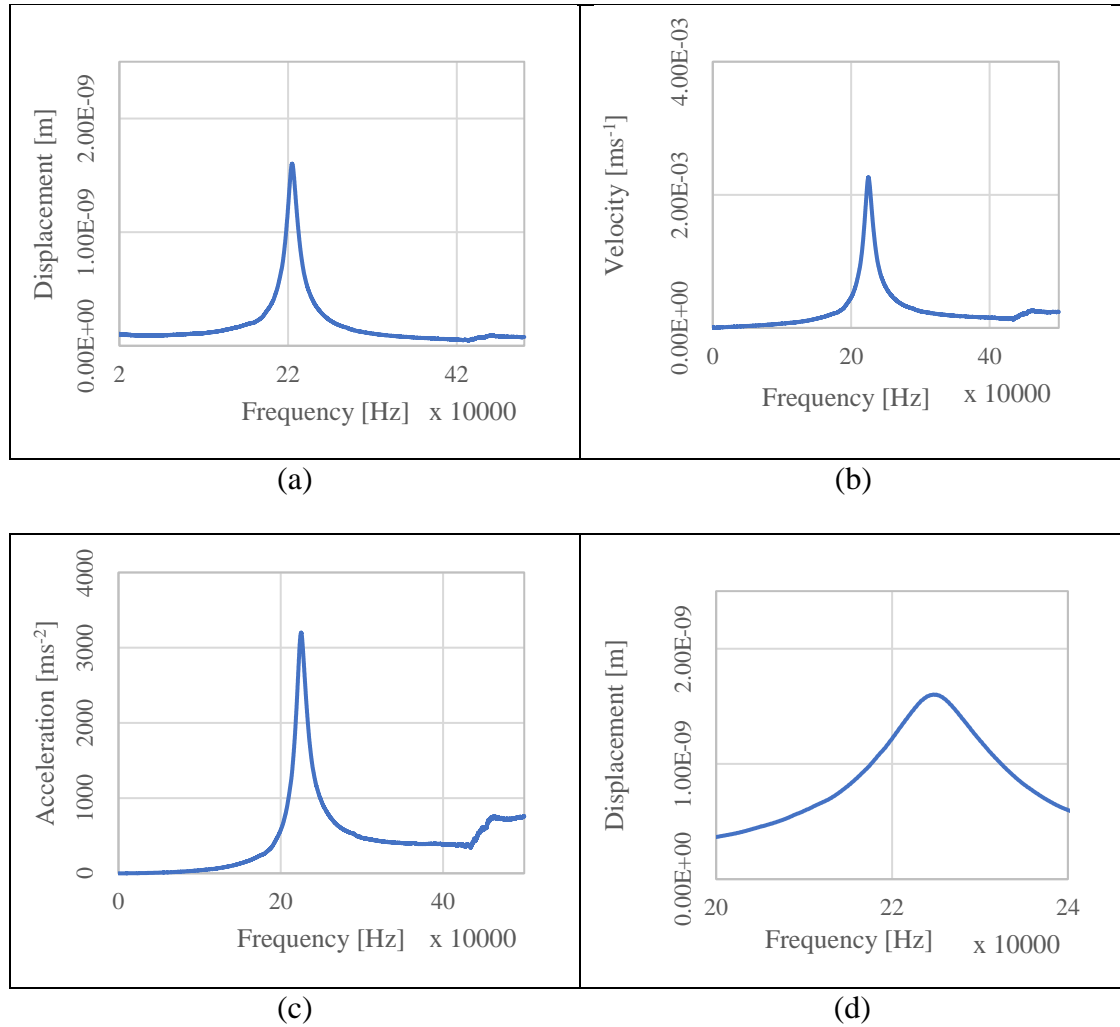 Displacement [m]
2.00E-09
1.00E-09
0.00E+00
2 22 42
Frequency [Hz] x 10000
(a)
Velocity [ms-1]
4.00E-03
2.00E-03
0.00E+00
0 20 40
Frequency [Hz] x 10000
(b)
Acceleration [ms-2]
4000
3000
2000
1000
0
0 20 40
Frequency [Hz] x 10000
(c)
Displacement [m]
2.00E-09
1.00E-09
0.00E+00
20 22 24
Frequency [Hz] x 10000
(d)